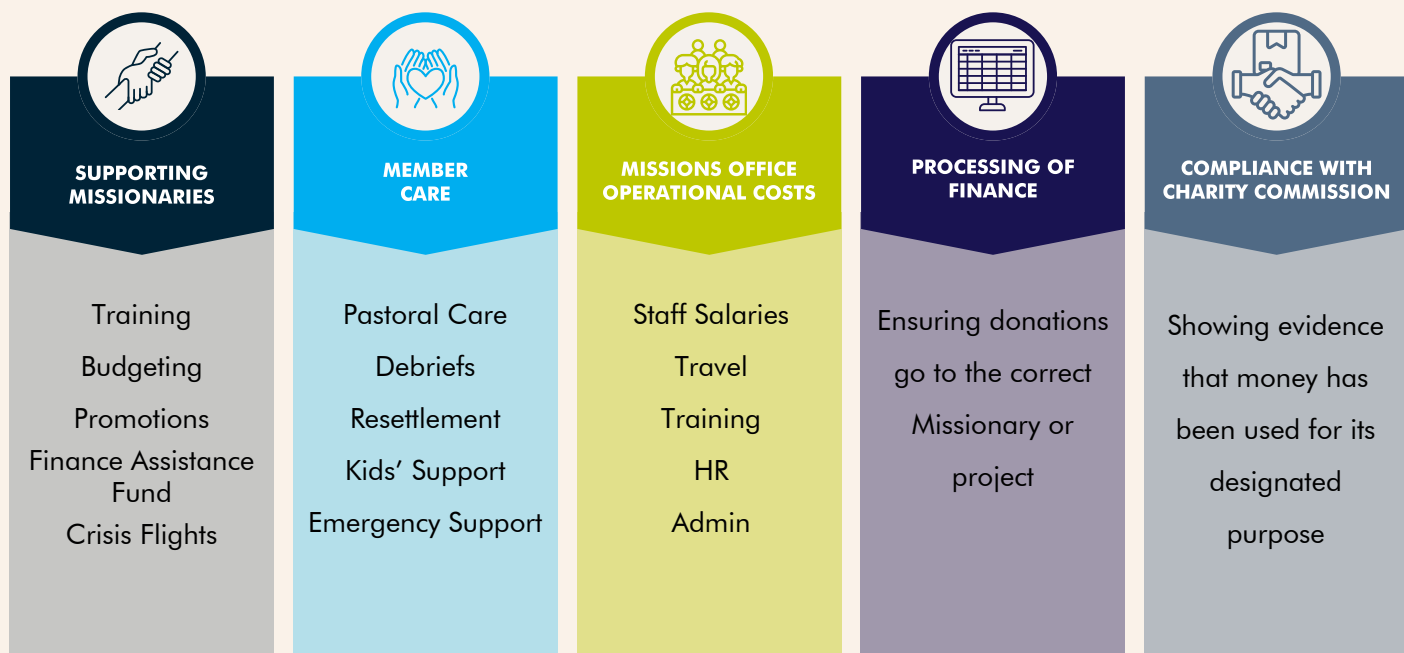 SUPPORTING
MISSIONARIES
Training
Budgeting
Promotions
Finance Assistance
Fund
Crisis Flights
MEMBER
CARE
Pastoral Care
Debriefs
Resettlement
Kids’ Support
Emergency Support
MISSIONS OFFICE
OPERATIONAL COSTS
Staff Salaries
Travel
Training
HR
Admin
PROCESSING OF
FINANCE
Ensuring donations
go to the correct
Missionary or
project
COMPLIANCE WITH
CHARITY COMMISSION
Showing evidence
that money has
been used for its
designated
purpose